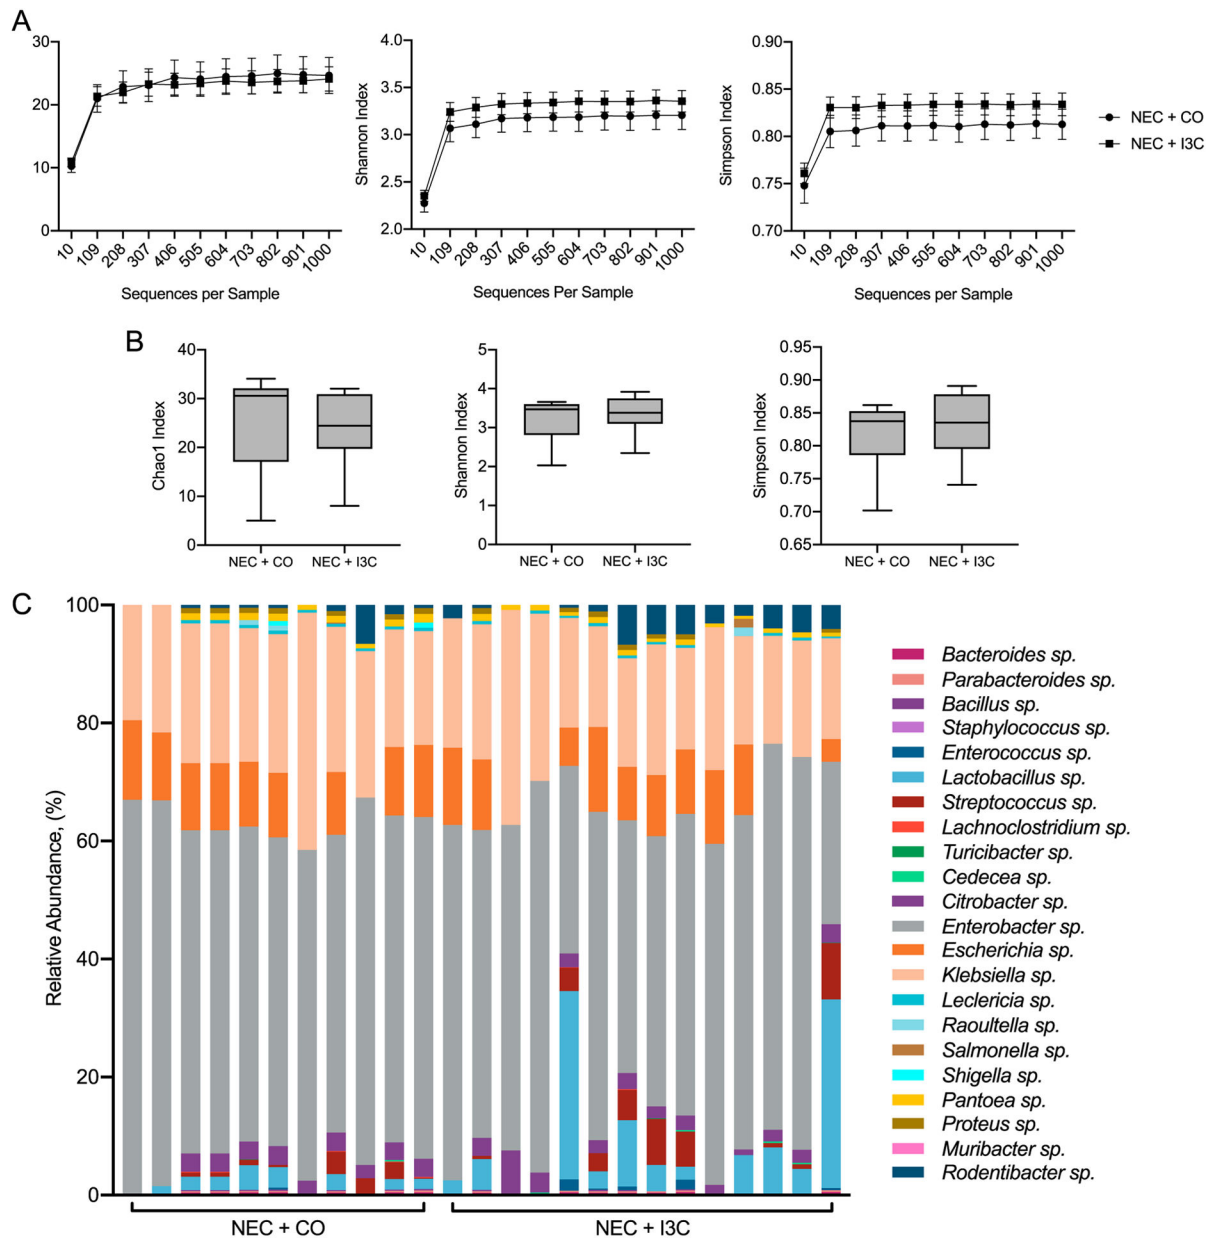 A
30
20
10
0
10
109
208
307
406
505
604
703
802
901
1000
Sequences per Sample
Shannon Index
4.0
3.5
3.0
2.5
2.0
10
109
208
307
406
505
604
703
802
901
1000
Sequences Per Sample
Simpson Index
0.90
0.85
0.80
0.75
0.70
10
109
208
307
406
505
604
703
802
901
1000
Sequences per Sample
NEC + CO
NEC + I3C
B
Chao1 Index
40
30
20
10
0
NEC + CO
NEC + I3C
Shannon Index
5
4
3
2
1
0
NEC + CO
NEC + I3C
Simpson Index
0.95
0.90
0.85
0.80
0.75
0.70
0.65
NEC + CO
NEC + I3C
C
Relative Abundance, (%)
100
80
60
40
20
0
NEC + CO
NEC + I3C
Bacteroides sp.
Parabacteroides sp.
Bacillus sp.
Staphylococcus sp.
Enterococcus sp.
Lactobacillus sp.
Streptococcus sp.
Lachnoclostridium sp.
Turicibacter sp.
Cedecea sp.
Citrobacter sp.
Enterobacter sp.
Escherichia sp.
Klebsiella sp.
Leclericia sp.
Raoultella sp.
Salmonella sp.
Shigella sp.
Pantoea sp.
Proteus sp.
Muribacter sp.
Rodentibacter sp.